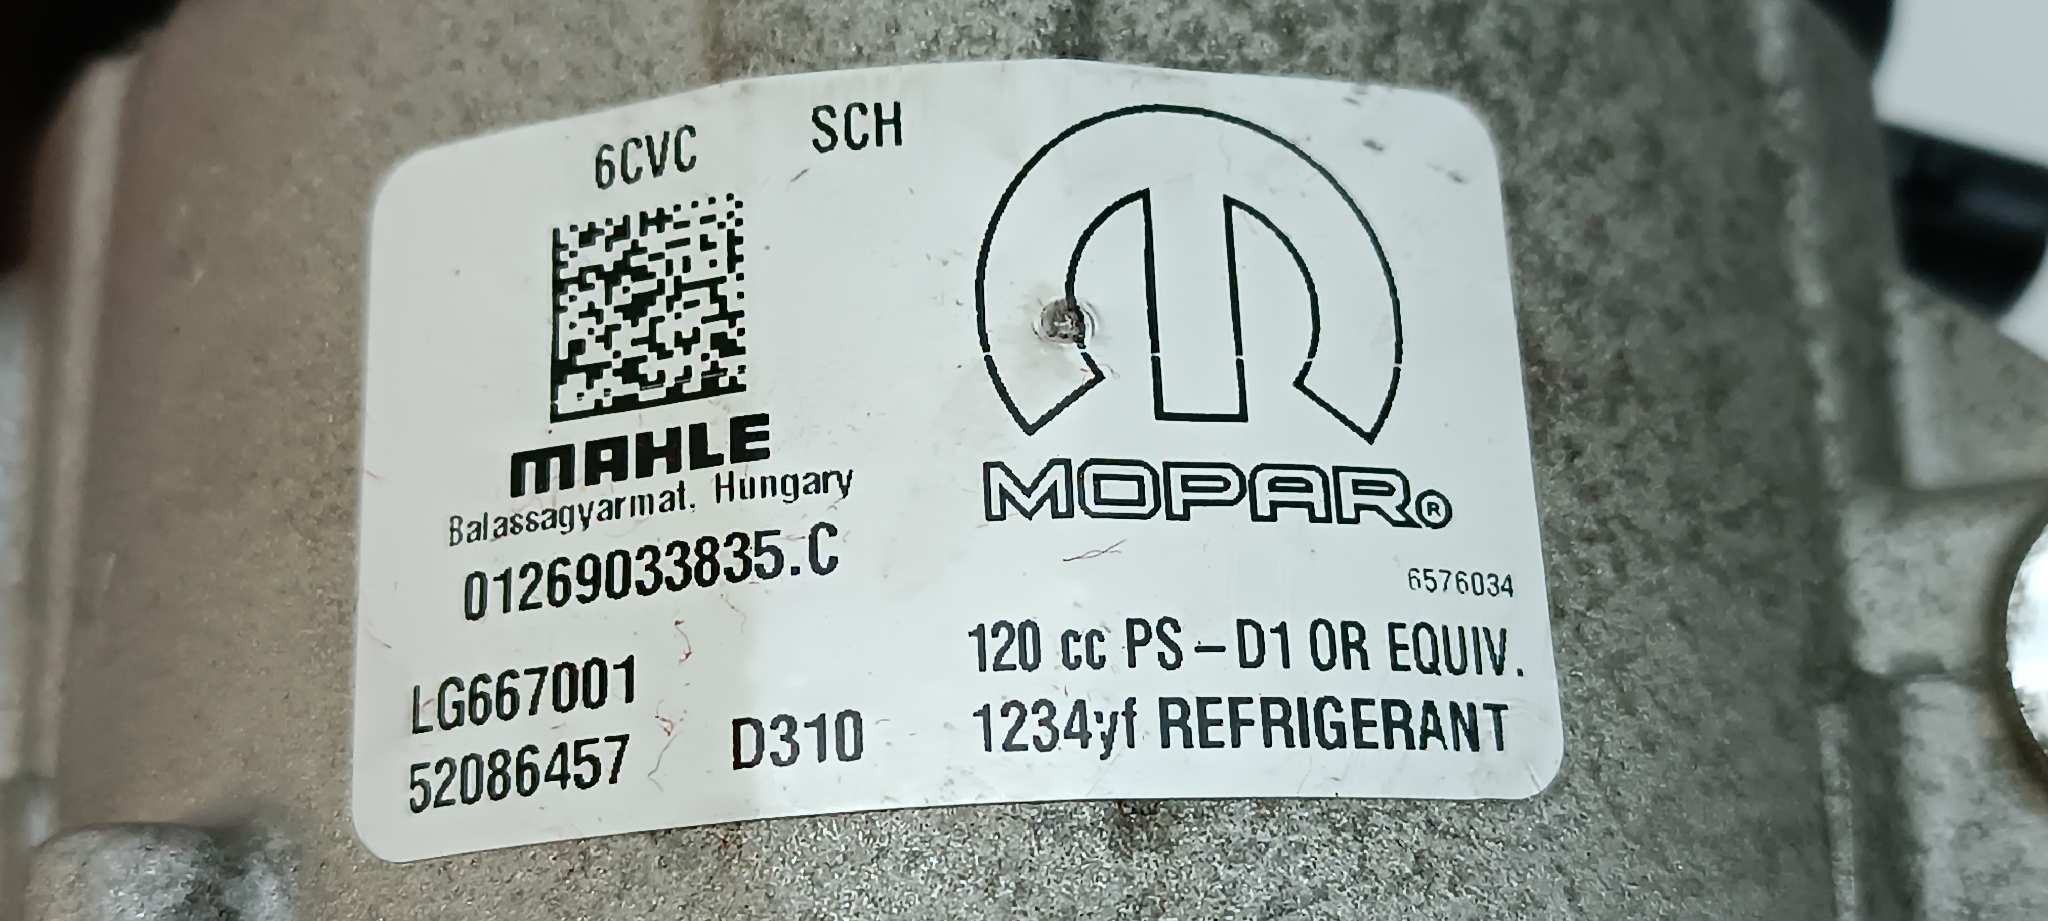 6CVC SCH
MAHLE
Balassagyarmat, Hungary
01269033835.C
LG667001
52086457 D310
MOPAR®
6576034
120 cc PS-D1 OR EQUIV.
1234yf REFRIGERANT